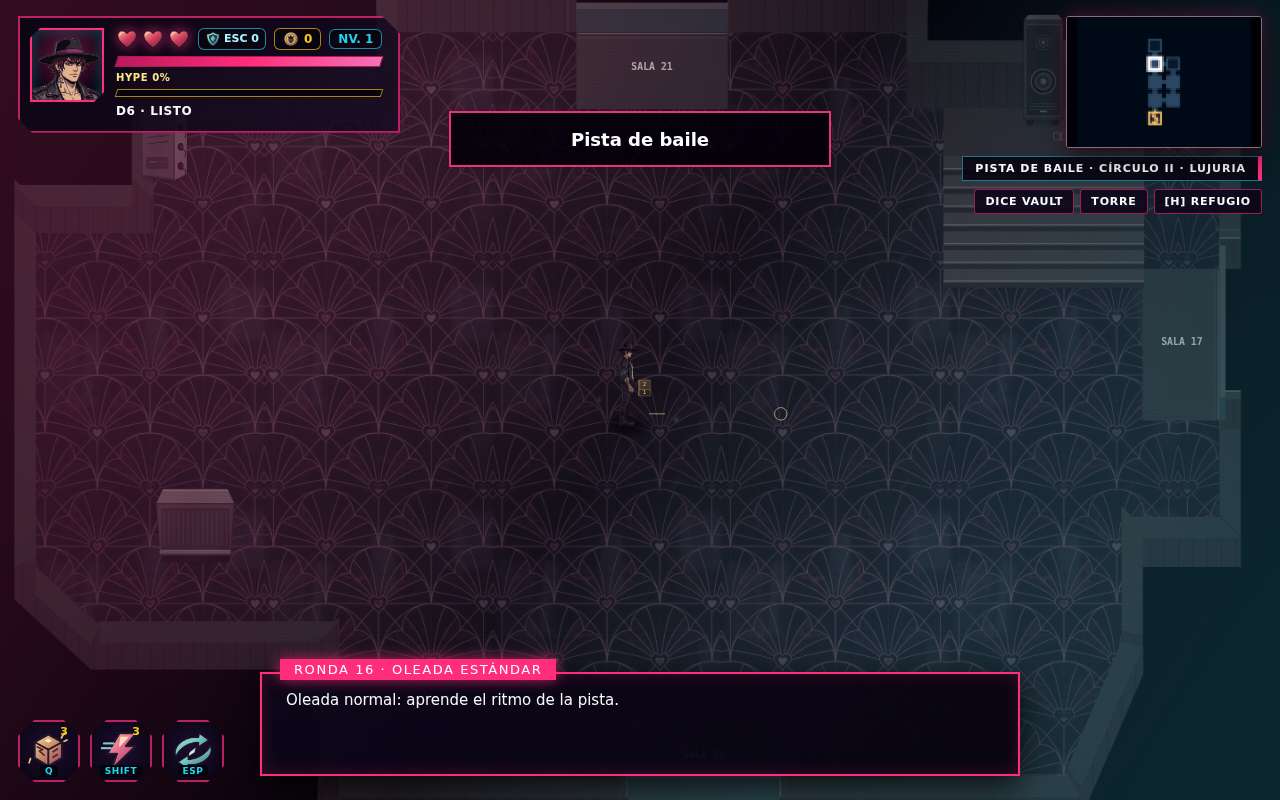 ESC 0
0
NV. 1
HYPE 0%
D6 · LISTO
SALA 21
Pista de baile
PISTA DE BAILE · CÍRCULO II · LUJURIA
DICE VAULT
TORRE
[H] REFUGIO
SALA 17
2
1
RONDA 16 · OLEADA ESTÁNDAR
Oleada normal: aprende el ritmo de la pista.
3
Q
3
SHIFT
ESP